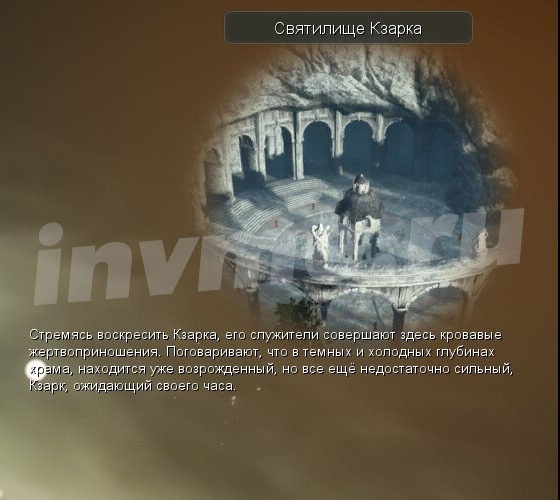 Святилище Кзарка
invme.ru
Стремясь воскресить Кзарка, его служители совершают здесь кровавые
жертвоприношения. Поговаривают, что в темных и холодных глубинах
храма, находится уже возрожденный, но все ещё недостаточно сильный,
Кзарк, ожидающий своего часа.